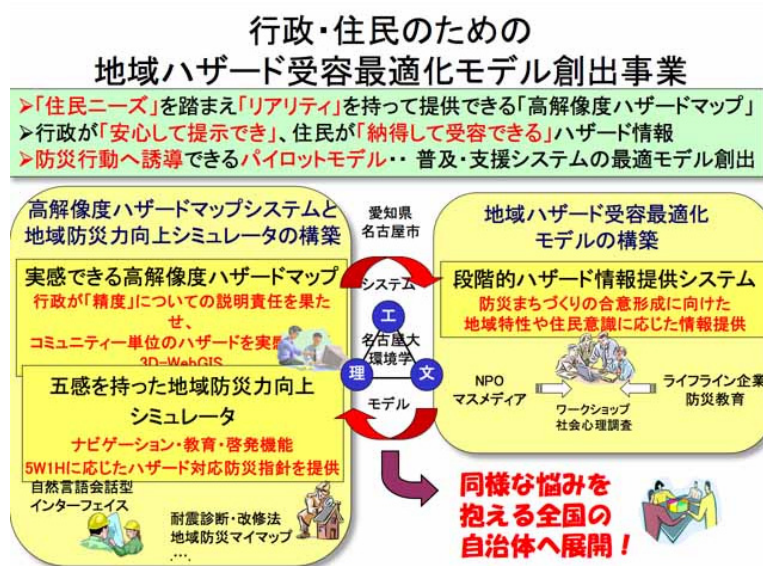 行政・住民のための
地域ハザード受容最適化モデル創出事業
➢「住民ニーズ」を踏まえ「リアリティ」を持って提供できる「高解像度ハザードマップ」
➢行政が「安心して提示でき」、住民が「納得して受容できる」ハザード情報
➢防災行動へ誘導できるパイロットモデル・・ 普及・支援システムの最適モデル創出
高解像度ハザードマップシステムと
地域防災力向上シミュレータの構築
実感できる高解像度ハザードマップ
行政が「精度」についての説明責任を果た
せ、
コミュニティー単位のハザードを実感
3D-WebGIS
五感を持った地域防災力向上
シミュレータ
ナビゲーション・教育・啓発機能
5W1Hに応じたハザード対応防災指針を提供
自然言語会話型
インターフェイス
耐震診断・改修法
地域防災マイマップ
・・・・
愛知県
名古屋市
システム
工
名古屋大
環境学
理
文
モデル
地域ハザード受容最適化
モデルの構築
段階的ハザード情報提供システム
防災まちづくりの合意形成に向けた
地域特性や住民意識に応じた情報提供
NPO
マスメディア
ワークショップ
社会心理調査
ライフライン企業
防災教育
同様な悩みを
抱える全国の
自治体へ展開！